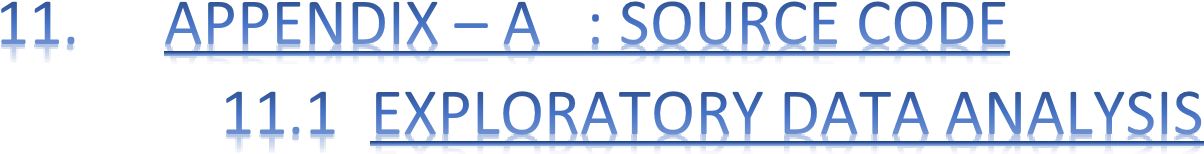 11. APPENDIX – A : SOURCE CODE
11.1 EXPLORATORY DATA ANALYSIS